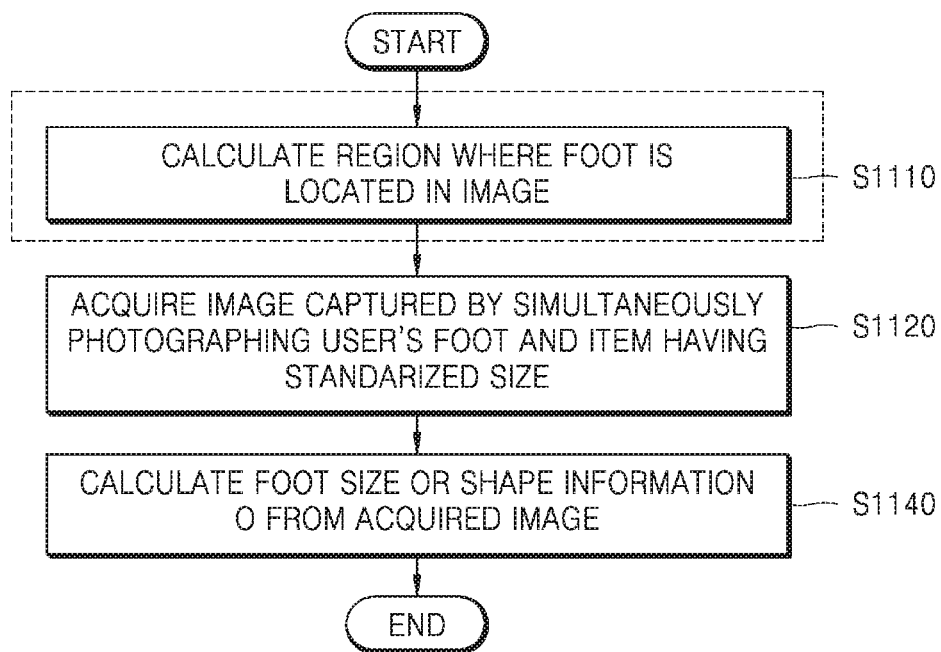 START
CALCULATE REGION WHERE FOOT IS
LOCATED IN IMAGE
S1110
ACQUIRE IMAGE CAPTURED BY SIMULTANEOUSLY
PHOTOGRAPHING USER'S FOOT AND ITEM HAVING
STANDARIZED SIZE
S1120
CALCULATE FOOT SIZE OR SHAPE INFORMATION
O FROM ACQUIRED IMAGE
S1140
END